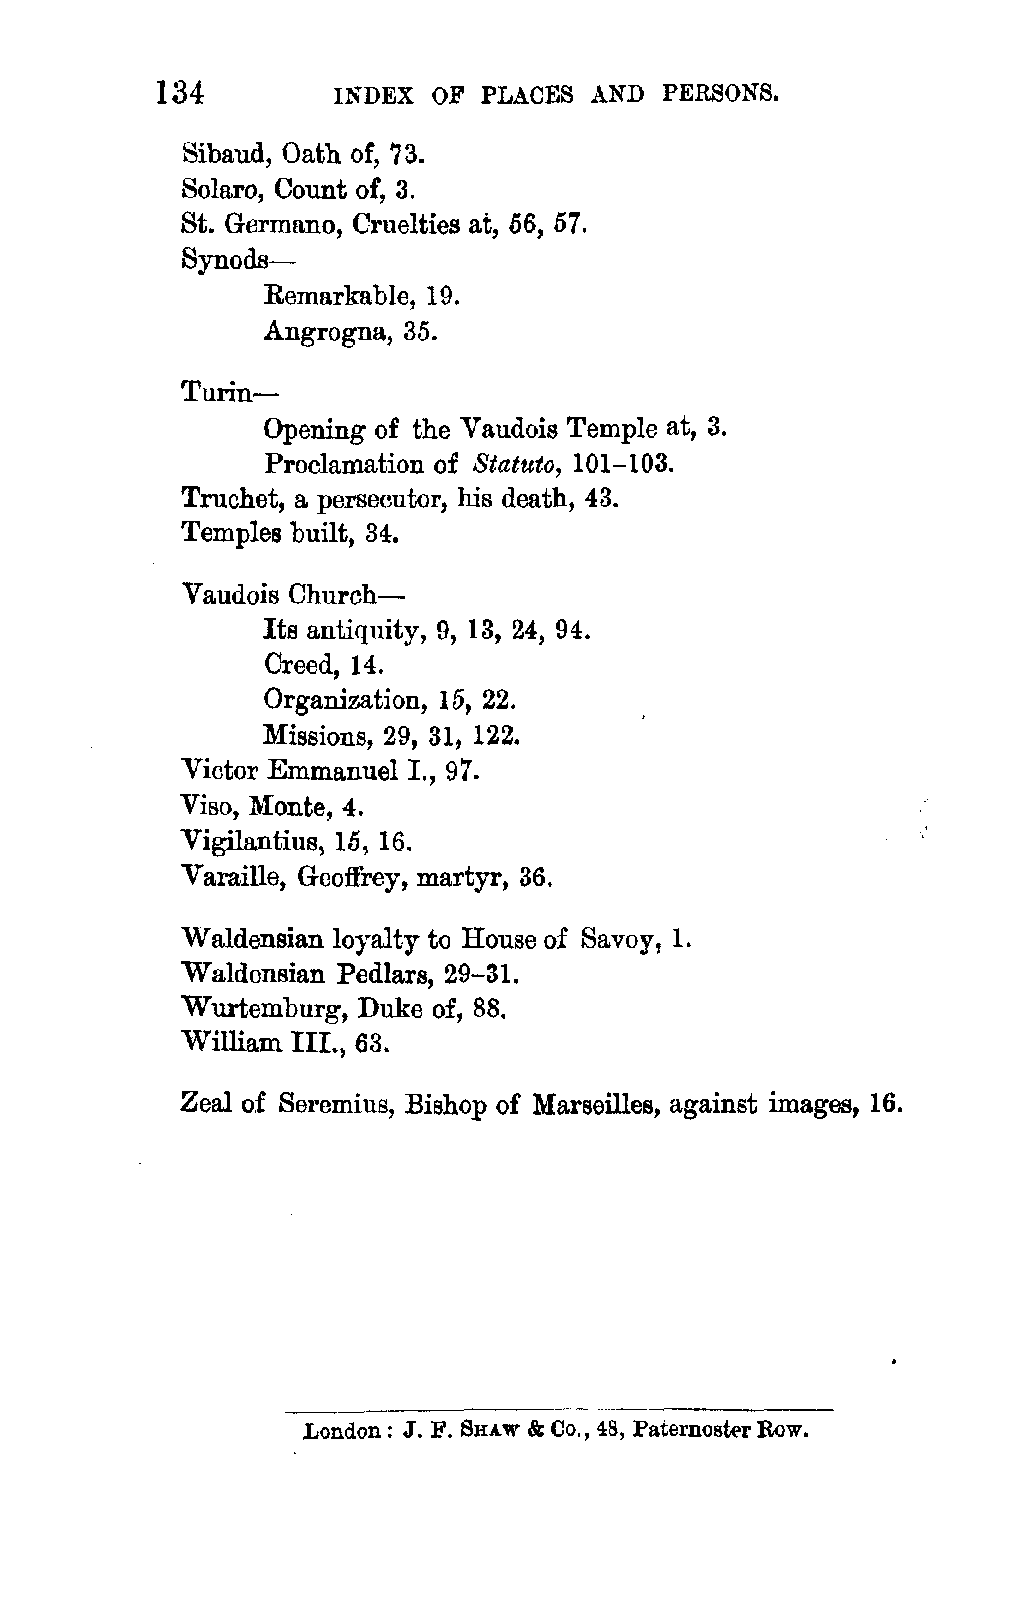 134 INDEX OF PLACES AND PERSONS.
Sibaud, Oath of, 73.
Solaro, Count of, 3.
St. Germano, Cruelties at, 56, 57.
Synods—
Remarkable, 19.
Angrogna, 35.
Turin—
Opening of the Vaudois Temple at, 3.
Proclamation of Statuto, 101–103.
Truchet, a persecutor, his death, 43.
Temples built, 34.
Vaudois Church—
Its antiquity, 9, 13, 24, 94.
Creed, 14.
Organization, 15, 22.
Missions, 29, 31, 122.
Victor Emmanuel I., 97.
Viso, Monte, 4.
Vigilantius, 15, 16.
Varaille, Geoffrey, martyr, 36.
Waldensian loyalty to House of Savoy, 1.
Waldensian Pedlars, 29–31.
Wurtemburg, Duke of, 88.
William III., 63.
Zeal of Seremius, Bishop of Marseilles, against images, 16.
London: J. F. SHAW & Co., 48, Paternoster Row.